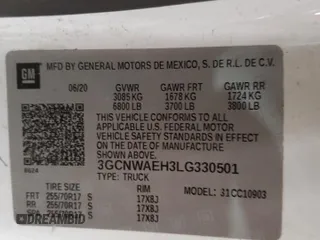 GM
MFD BY GENERAL MOTORS DE MEXICO, S. DE R.L. DE C.V.
06/20 GVWR GAWR FRT GAWR RR
3085 KG 1678 KG 1724 KG
6800 LB 3700 LB 3800 LB
THIS VEHICLE CONFORMS TO ALL APPLICABLE
U.S. FEDERAL MOTOR VEHICLE SAFETY STANDARDS
IN EFFECT ON THE
DATE OF MANUFACTURE SHOWN ABOVE.
3GCNWAEH3LG330501
TYPE: TRUCK
TIRE SIZE RIM MODEL: 31CC10903
FRT 255/70R17 S 17X8J
RR 255/70R17 S 17X8J
17X8J
DREAMBID